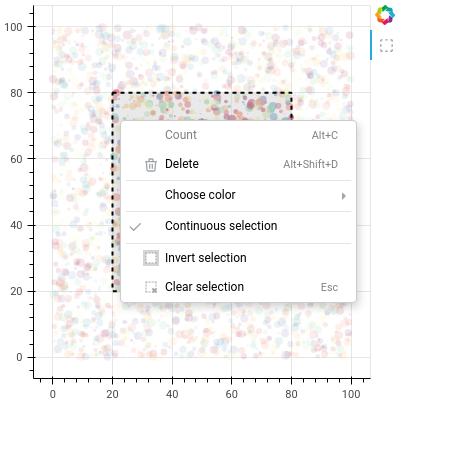 100
80
60
40
20
0
Count Alt+C
Delete Alt+Shift+D
Choose color
Continuous selection
Invert selection
Clear selection Esc
0 20 40 60 80 100